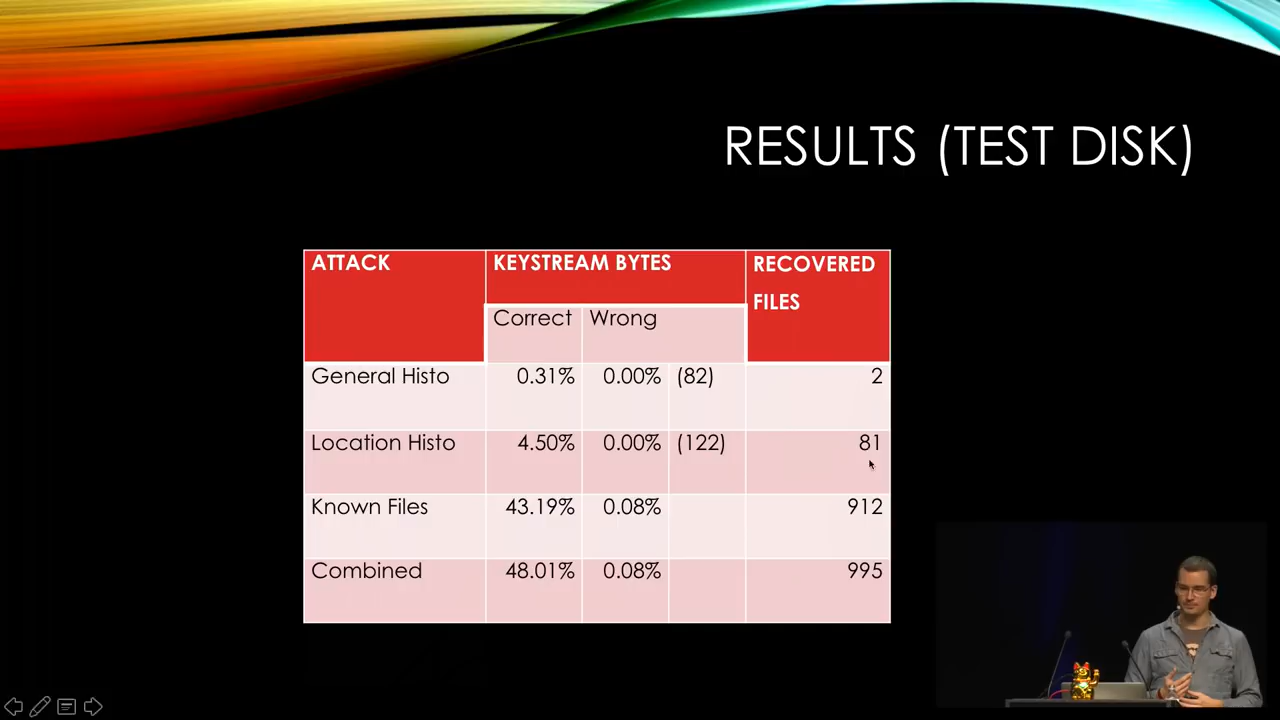 RESULTS (TEST DISK)
ATTACK KEYSTREAM BYTES RECOVERED FILES
Correct Wrong
General Histo 0.31% 0.00% (82) 2
Location Histo 4.50% 0.00% (122) 81
Known Files 43.19% 0.08% 912
Combined 48.01% 0.08% 995